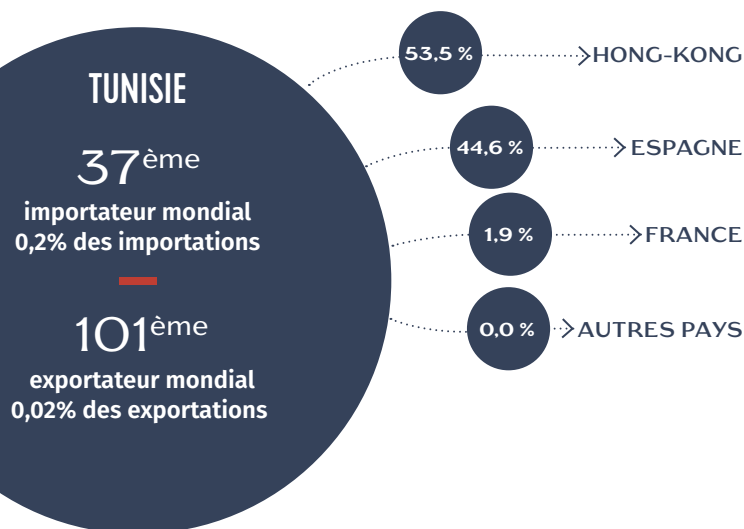 TUNISIE
37ème
importateur mondial
0,2% des importations
101ème
exportateur mondial
0,02% des exportations
53,5 %
HONG-KONG
44,6 %
ESPAGNE
1,9 %
FRANCE
0,0 %
AUTRES PAYS